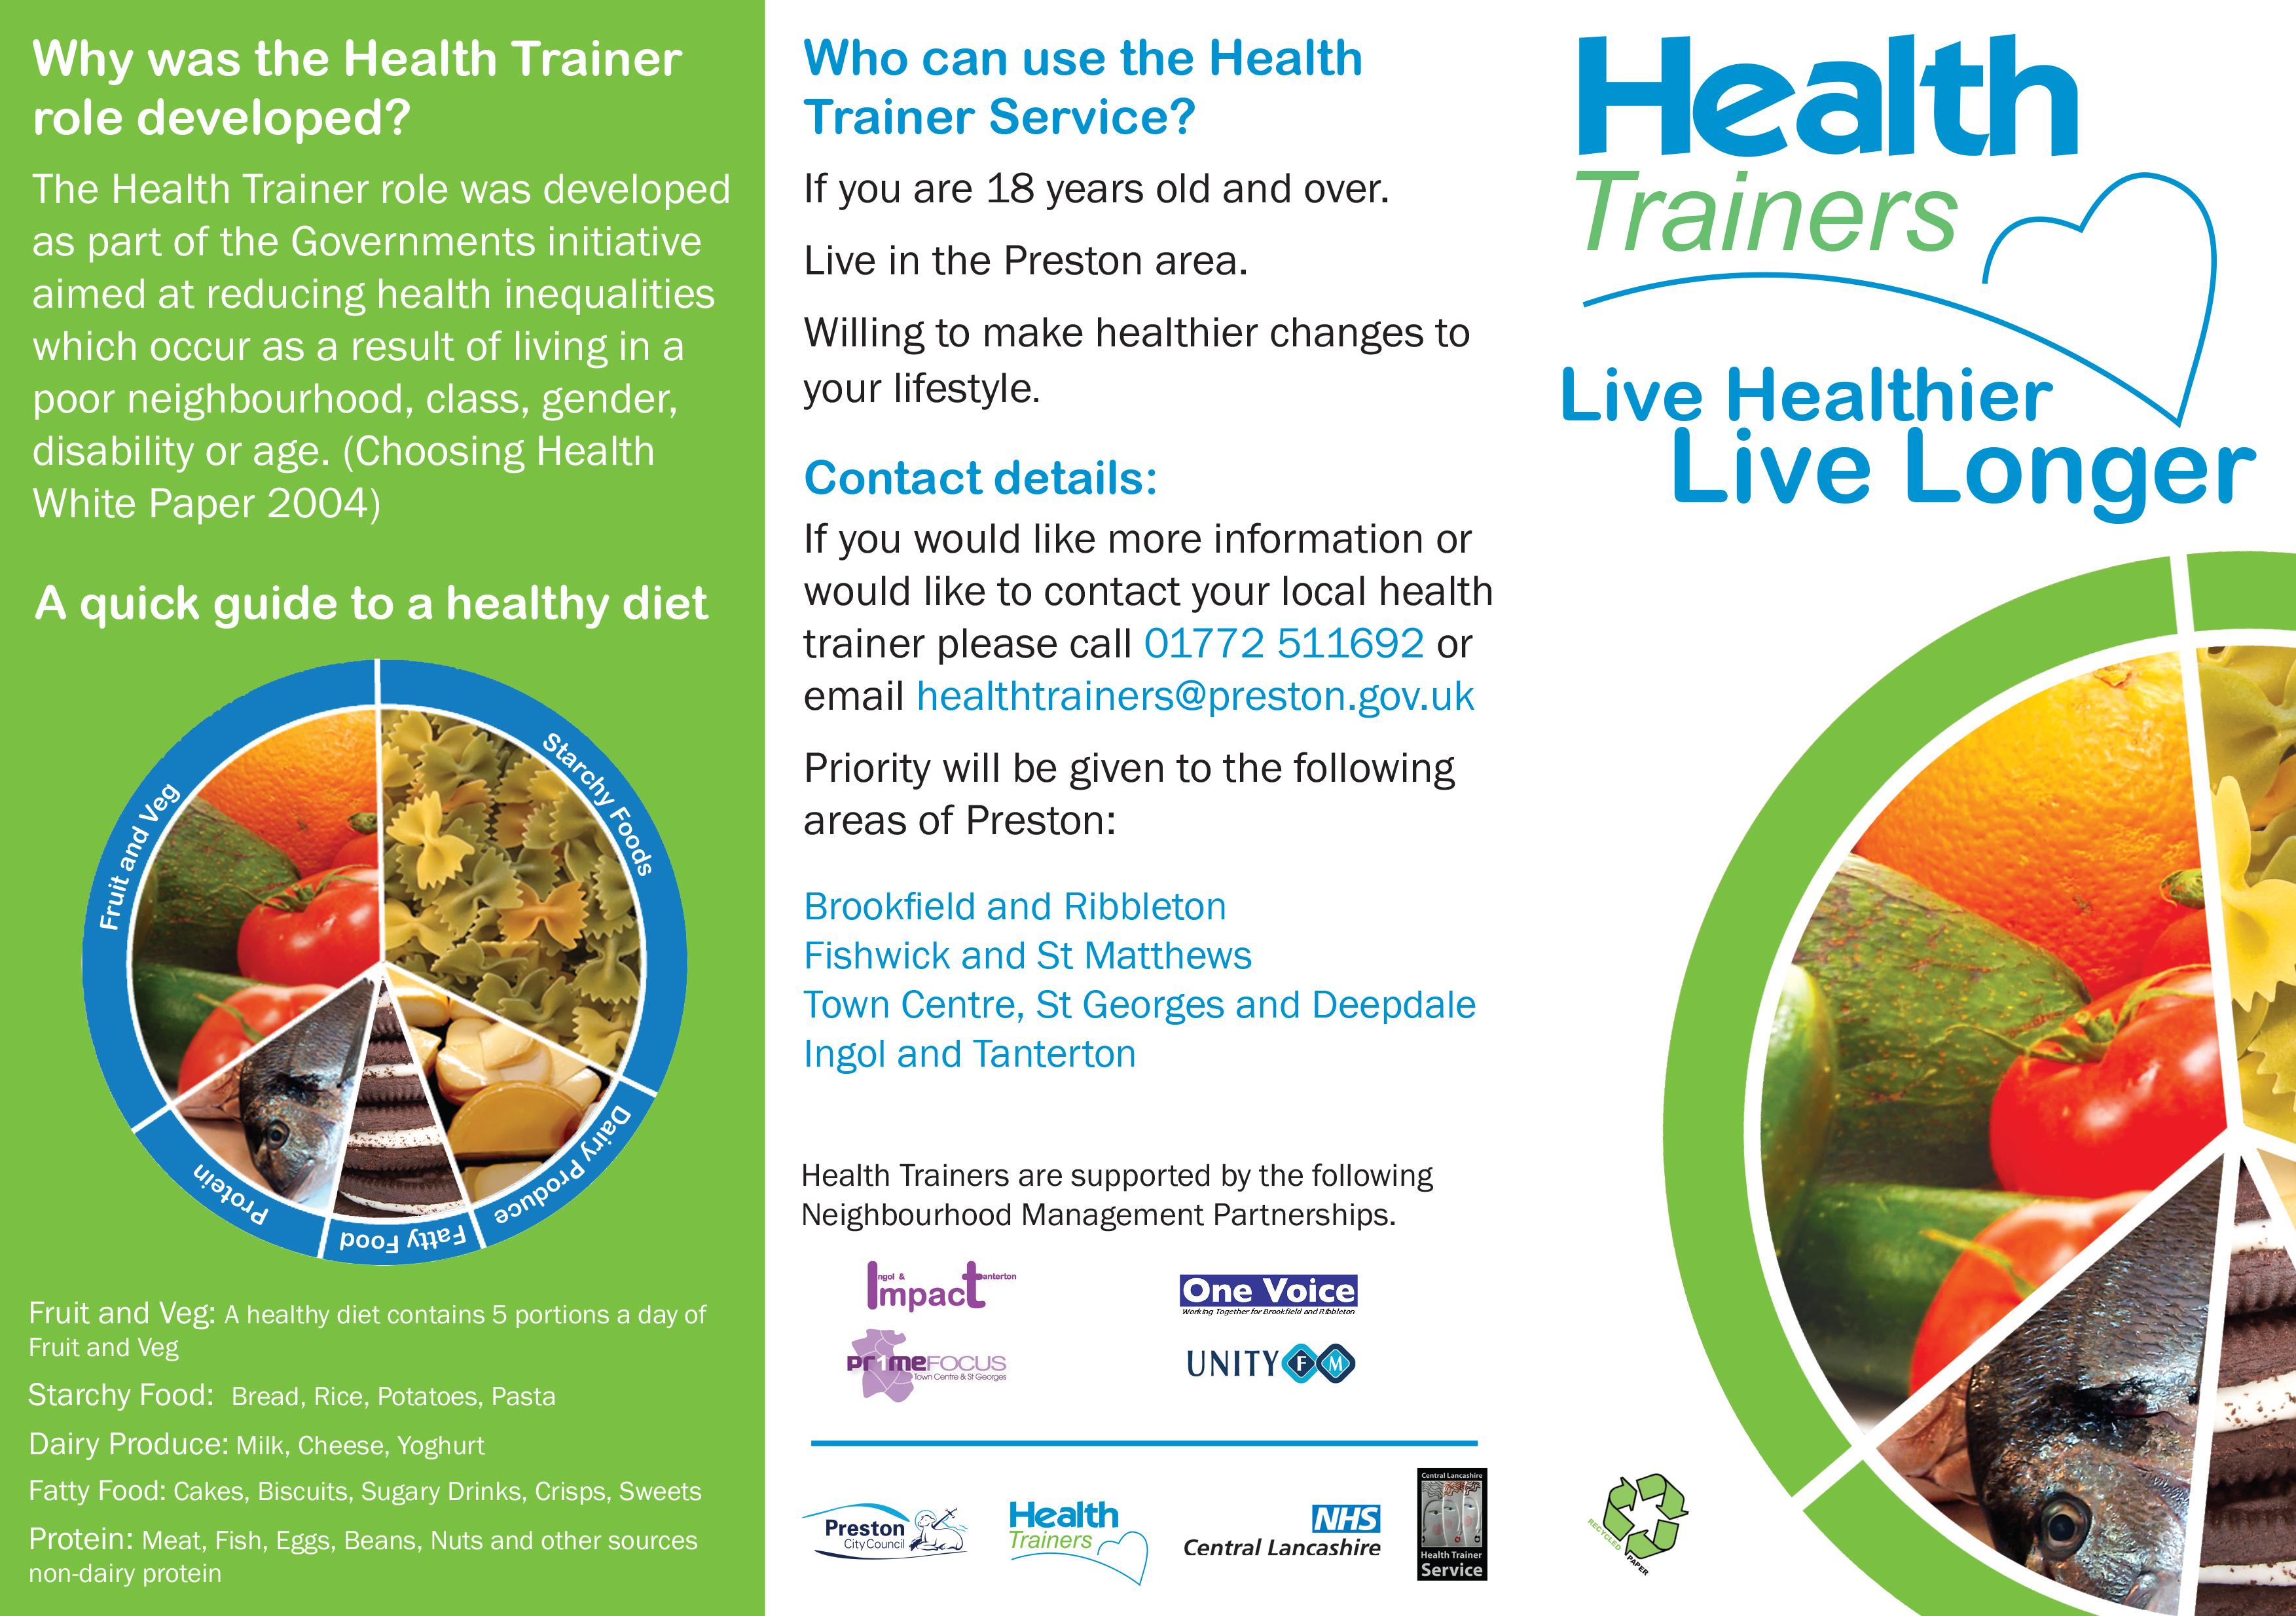 Why was the Health Trainer
role developed?
The Health Trainer role was developed
as part of the Governments initiative
aimed at reducing health inequalities
which occur as a result of living in a
poor neighbourhood, class, gender,
disability or age. (Choosing Health
White Paper 2004)
A quick guide to a healthy diet
Fruit and Veg
Starchy Foods
Dairy Produce
Fatty Food
Protein
Fruit and Veg: A healthy diet contains 5 portions a day of
Fruit and Veg
Starchy Food: Bread, Rice, Potatoes, Pasta
Dairy Produce: Milk, Cheese, Yoghurt
Fatty Food: Cakes, Biscuits, Sugary Drinks, Crisps, Sweets
Protein: Meat, Fish, Eggs, Beans, Nuts and other sources
non-dairy protein
Who can use the Health
Trainer Service?
If you are 18 years old and over.
Live in the Preston area.
Willing to make healthier changes to
your lifestyle.
Contact details:
If you would like more information or
would like to contact your local health
trainer please call 01772 511692 or
email healthtrainers@preston.gov.uk
Priority will be given to the following
areas of Preston:
Brookfield and Ribbleton
Fishwick and St Matthews
Town Centre, St Georges and Deepdale
Ingol and Tanterton
Health Trainers are supported by the following
Neighbourhood Management Partnerships.
Ingol & Tanterton
Impact
One Voice
Working Together for Brookfield and Ribbleton
pr1meFOCUS
Town Centre & St Georges
UNITY FM
Preston
City Council
Health
Trainers
NHS
Central Lancashire
Central Lancashire
Health Trainer
Service
Health
Trainers
Live Healthier
Live Longer
RECYCLED
PAPER